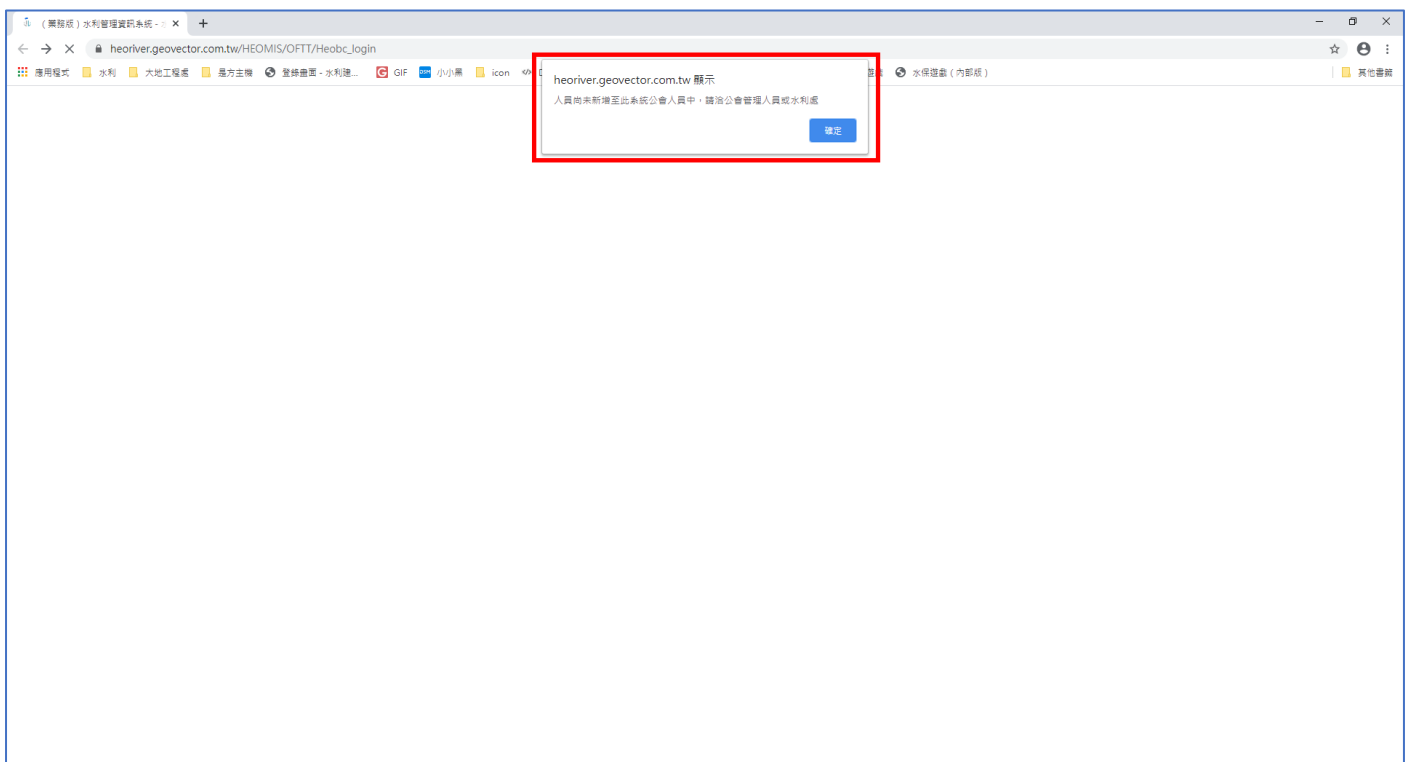 (業務版)水利管理資訊系統 -
heoriver.geovector.com.tw/HEOMIS/OFTT/Heobc_login
應用程式 水利 大地工程處 是方主機 登錄畫面 - 水利建... GIF 小小黑 icon 水保遊戲(內部版) 其他書籤
heoriver.geovector.com.tw 顯示
人員尚未新增至此系統公會人員中,請洽公會管理人員或水利處
確定